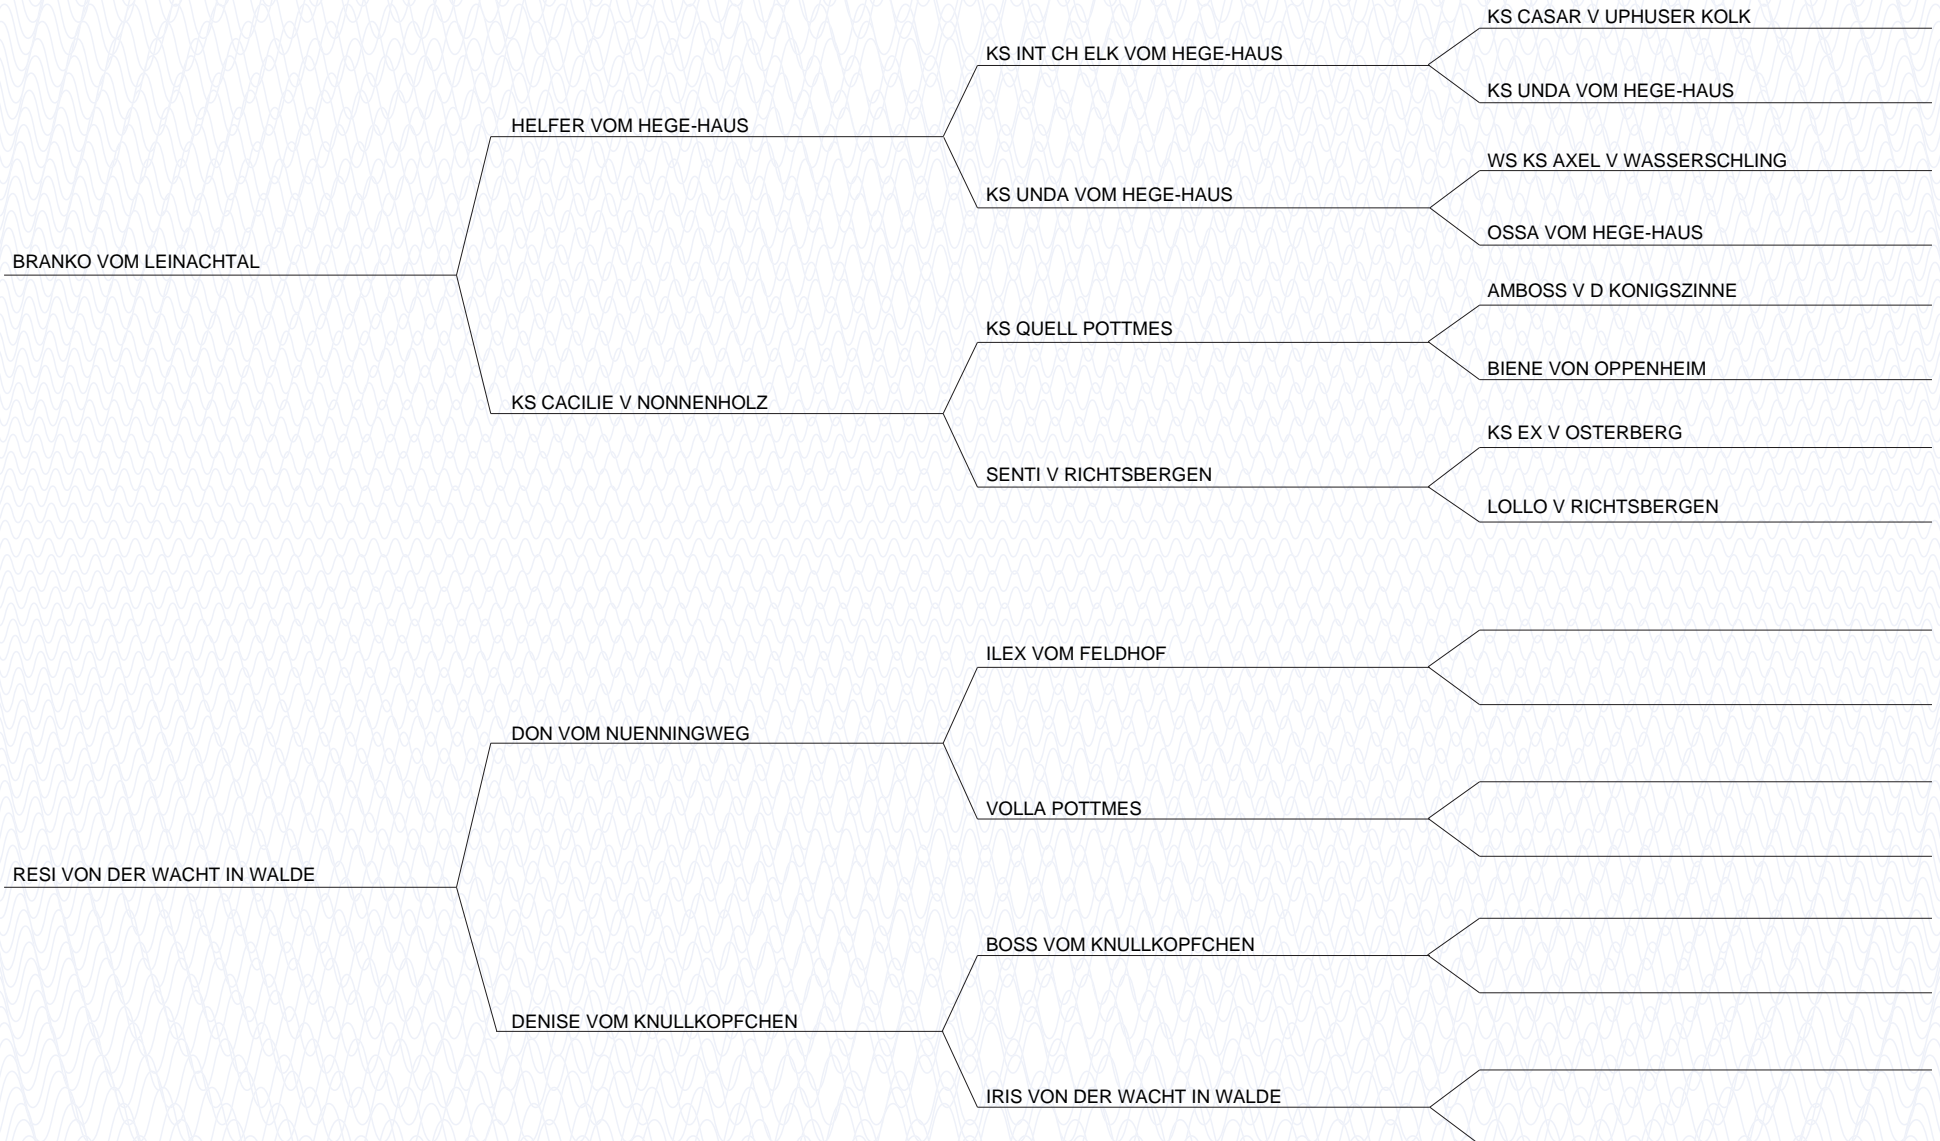 KS CASAR V UPHUSER KOLK
KS INT CH ELK VOM HEGE-HAUS
KS UNDA VOM HEGE-HAUS
HELFER VOM HEGE-HAUS
WS KS AXEL V WASSERSCHLING
KS UNDA VOM HEGE-HAUS
OSSA VOM HEGE-HAUS
BRANKO VOM LEINACHTAL
AMBOSS V D KONIGSZINNE
KS QUELL POTTMES
BIENE VON OPPENHEIM
KS CACILIE V NONNENHOLZ
KS EX V OSTERBERG
SENTI V RICHTSBERGEN
LOLLO V RICHTSBERGEN
ILEX VOM FELDHOF
DON VOM NUENNINGWEG
VOLLA POTTMES
RESI VON DER WACHT IN WALDE
BOSS VOM KNULLKOPFCHEN
DENISE VOM KNULLKOPFCHEN
IRIS VON DER WACHT IN WALDE